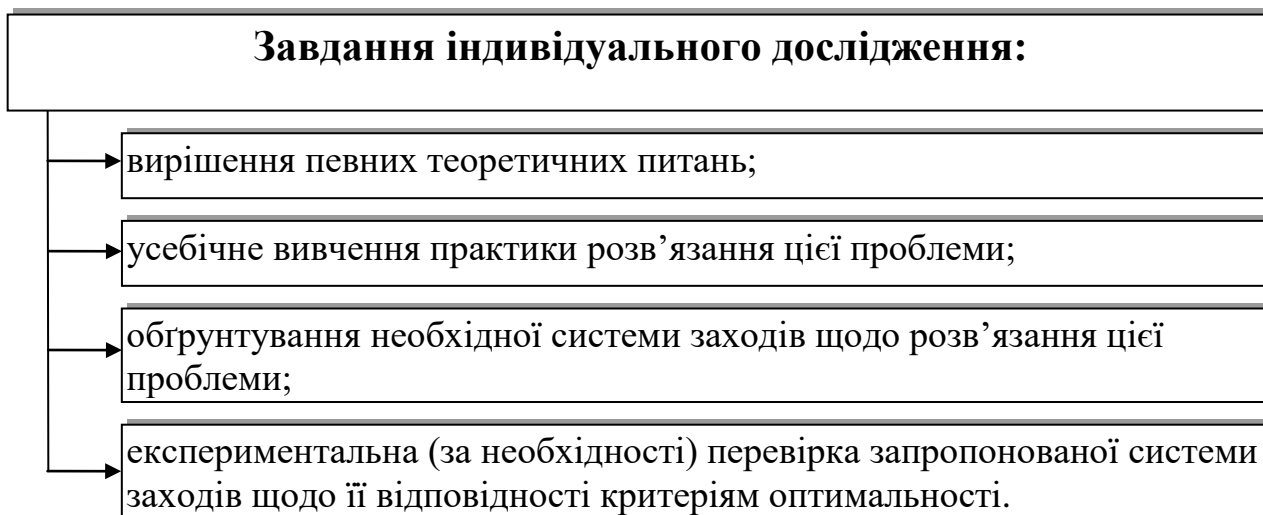 Завдання індивідуального дослідження:
вирішення певних теоретичних питань;
усебічне вивчення практики розв’язання цієї проблеми;
обґрунтування необхідної системи заходів щодо розв’язання цієї
проблеми;
експериментальна (за необхідності) перевірка запропонованої системи
заходів щодо її відповідності критеріям оптимальності.